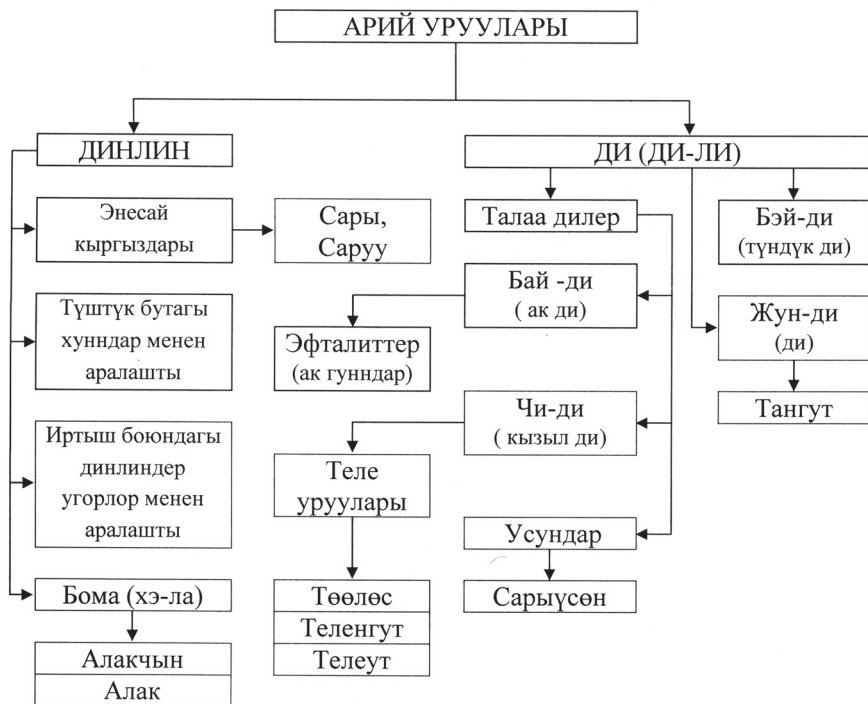 АРИЙ УРУУЛАРЫ
ДИНЛИН
ДИ (ДИ-ЛИ)
Энесай
кыргыздары
Сары,
Саруу
Талаа дилер
Бэй-ди
(түндүк ди)
Түштүк бутагы
хунндар менен
аралашты
Бай -ди
( ак ди)
Эфталиттер
(ак гунндар)
Жун-ди
(ди)
Тангут
Иртыш боюндагы
динлиндер
угорлор менен
аралашты
Чи-ди
( кызыл ди)
Теле
уруулары
Усундар
Сарыүсөн
Бома (хэ-ла)
Алакчын
Алак
Төөлөс
Теленгут
Телеут